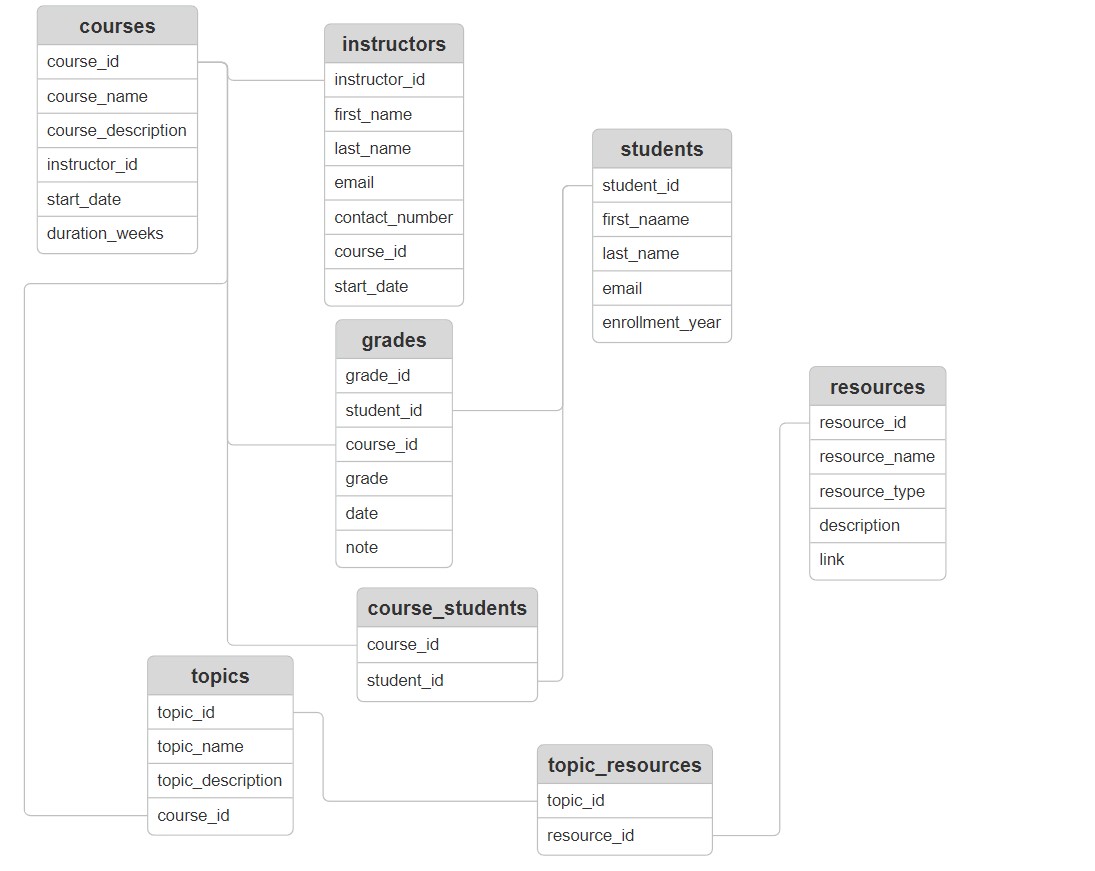 courses
course_id
course_name
course_description
instructor_id
start_date
duration_weeks
instructors
instructor_id
first_name
last_name
email
contact_number
course_id
start_date
students
student_id
first_naame
last_name
email
enrollment_year
grades
grade_id
student_id
course_id
grade
date
note
resources
resource_id
resource_name
resource_type
description
link
course_students
course_id
student_id
topics
topic_id
topic_name
topic_description
course_id
topic_resources
topic_id
resource_id